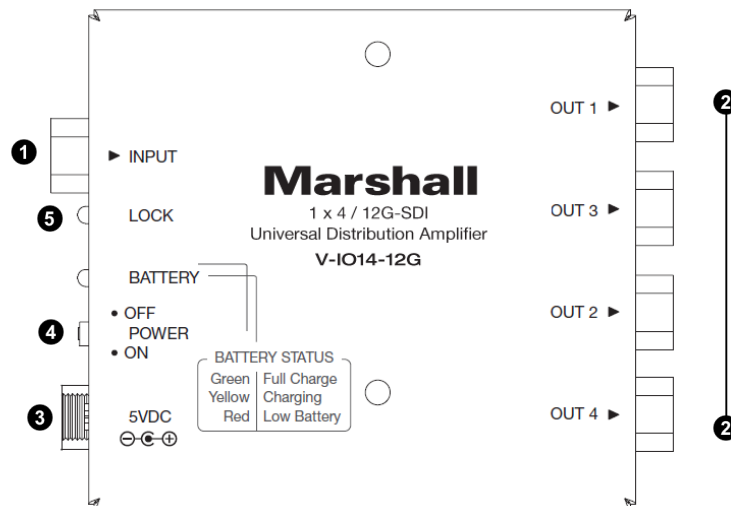 1
▶ INPUT
5
LOCK
BATTERY
• OFF
4
POWER
• ON
3
5VDC
Marshall
1 x 4 / 12G-SDI
Universal Distribution Amplifier
V-IO14-12G
BATTERY STATUS
Green Full Charge
Yellow Charging
Red Low Battery
OUT 1 ▶
2
OUT 3 ▶
OUT 2 ▶
OUT 4 ▶
2